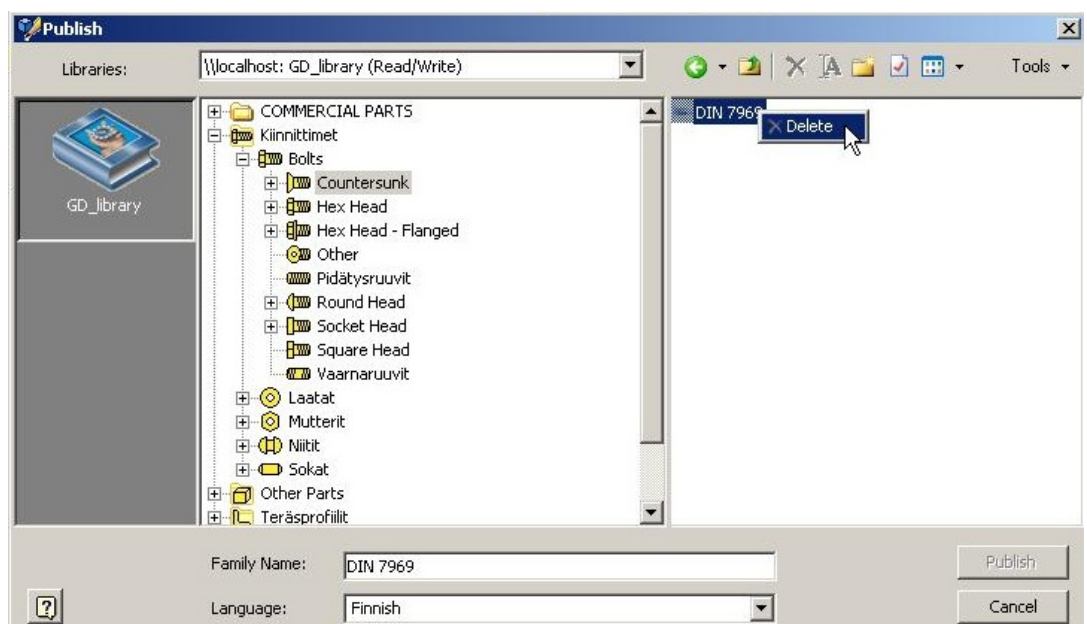 Publish
Libraries:
\\localhost: GD_library (Read/Write)
Tools
GD_library
COMMERCIAL PARTS
Kiinnittimet
Bolts
Countersunk
Hex Head
Hex Head - Flanged
Other
Pidätysruuvit
Round Head
Socket Head
Square Head
Vaarnaruuvit
Laatat
Mutterit
Niitit
Sokat
Other Parts
Teräsprofiilit
DIN 7969
Delete
Family Name:
DIN 7969
Publish
Language:
Finnish
Cancel